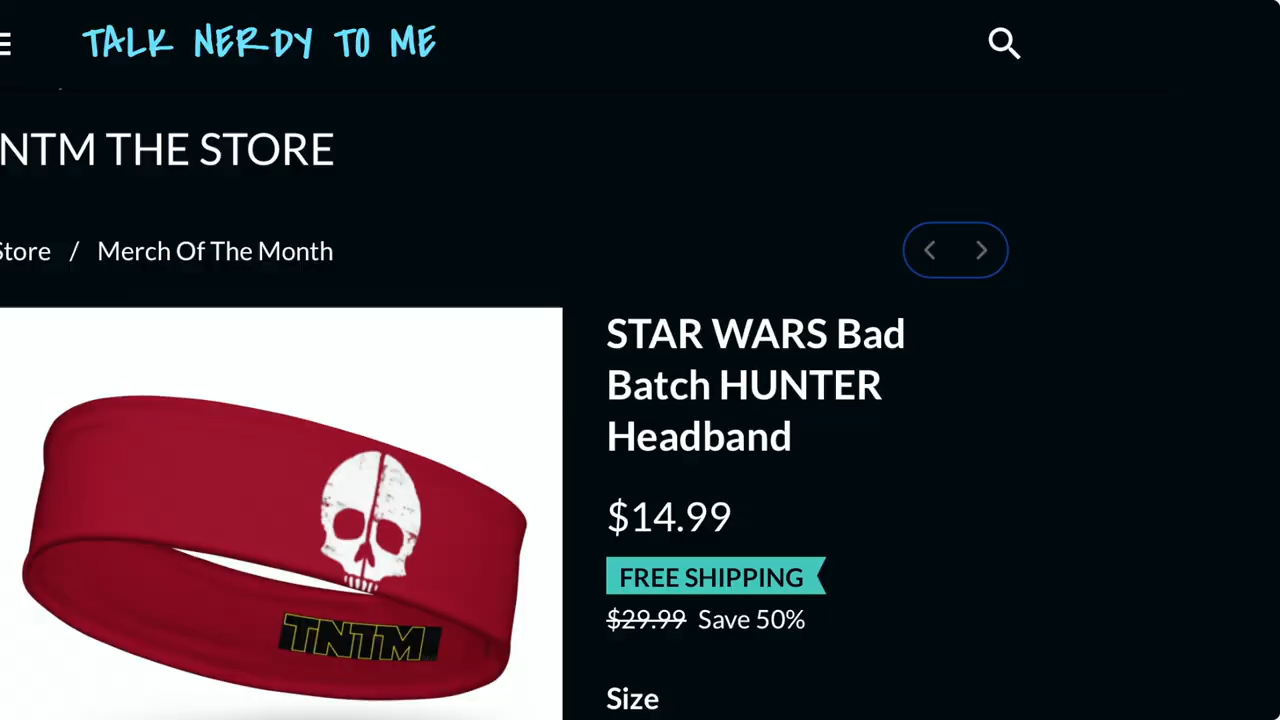 TALK NERDY TO ME
NTM THE STORE
Store / Merch Of The Month
STAR WARS Bad
Batch HUNTER
Headband
$14.99
FREE SHIPPING
$29.99 Save 50%
TNTM
Size